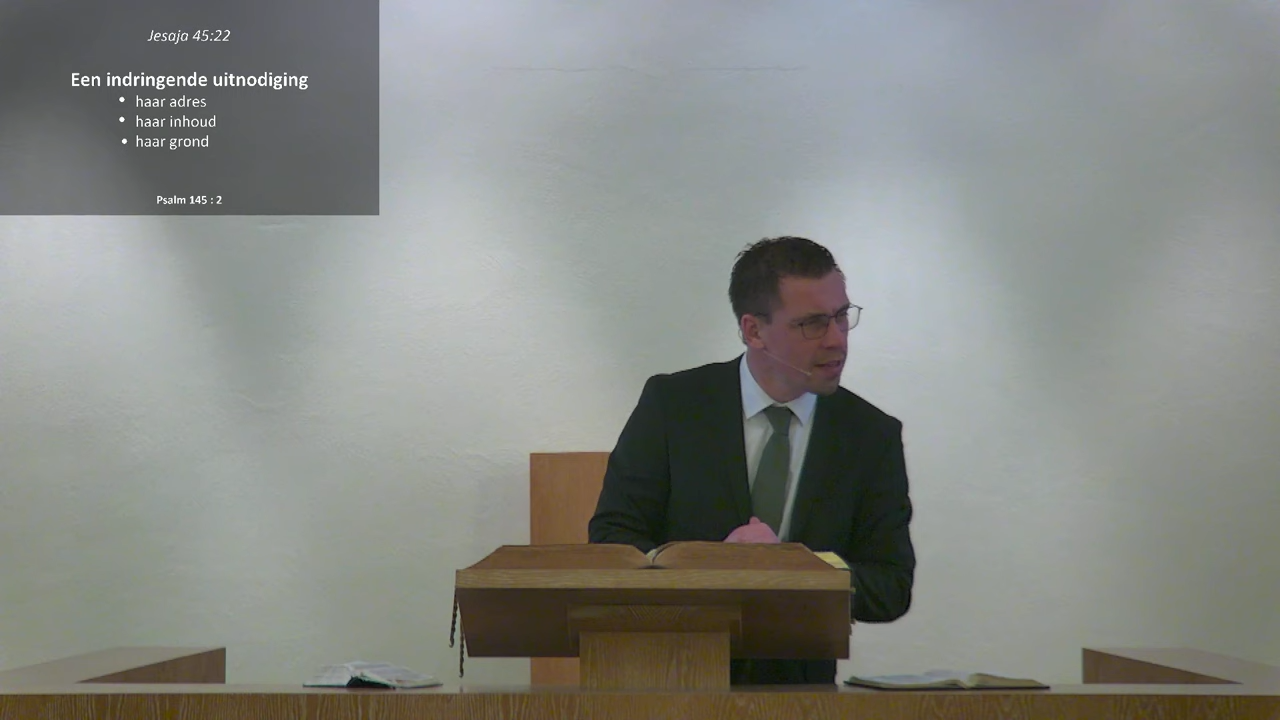 Jesaja 45:22
Een indringende uitnodiging
• haar adres
• haar inhoud
• haar grond
Psalm 145 : 2